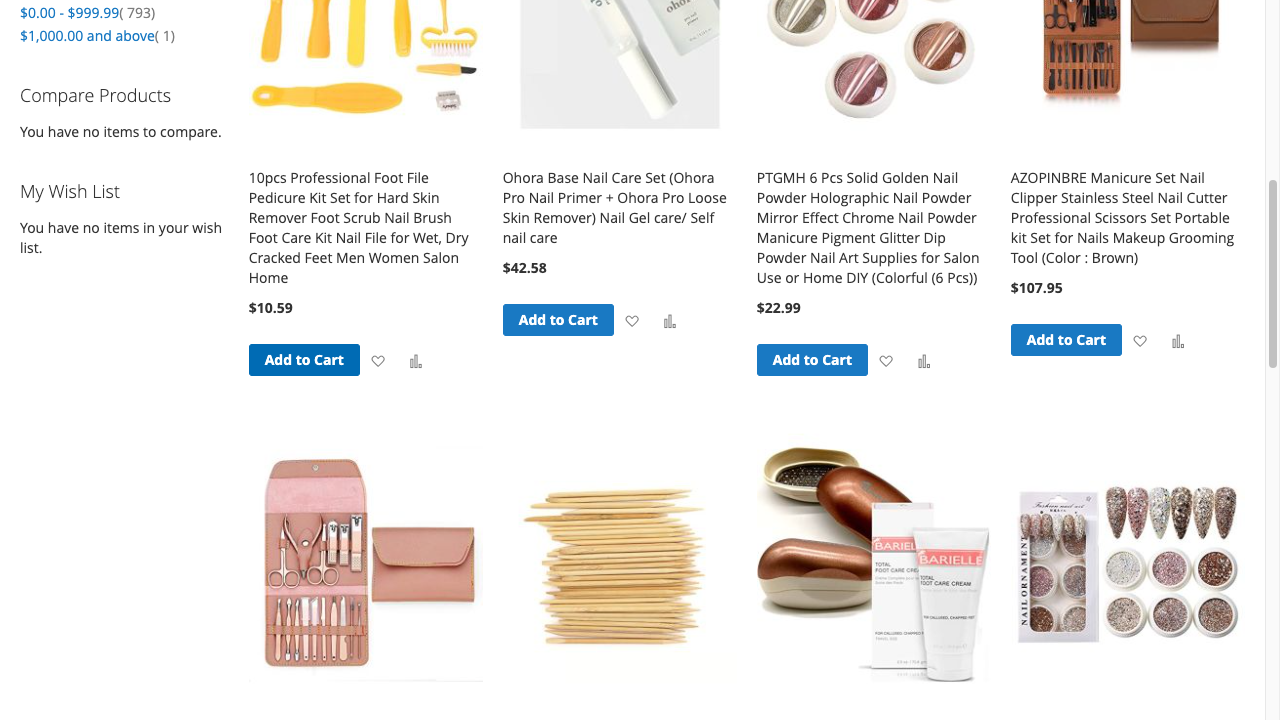 $0.00 - $999.99( 793)
$1,000.00 and above( 1)
Compare Products
You have no items to compare.
My Wish List
You have no items in your wish
list.
10pcs Professional Foot File
Pedicure Kit Set for Hard Skin
Remover Foot Scrub Nail Brush
Foot Care Kit Nail File for Wet, Dry
Cracked Feet Men Women Salon
Home
$10.59
Add to Cart
Ohora Base Nail Care Set (Ohora
Pro Nail Primer + Ohora Pro Loose
Skin Remover) Nail Gel care/ Self
nail care
$42.58
Add to Cart
PTGMH 6 Pcs Solid Golden Nail
Powder Holographic Nail Powder
Mirror Effect Chrome Nail Powder
Manicure Pigment Glitter Dip
Powder Nail Art Supplies for Salon
Use or Home DIY (Colorful (6 Pcs))
$22.99
Add to Cart
AZOPINBRE Manicure Set Nail
Clipper Stainless Steel Nail Cutter
Professional Scissors Set Portable
kit Set for Nails Makeup Grooming
Tool (Color : Brown)
$107.95
Add to Cart
BARIELLE
TOTAL
FOOT CARE CREAM
Fashion nail art
NAIL ORNAMENT